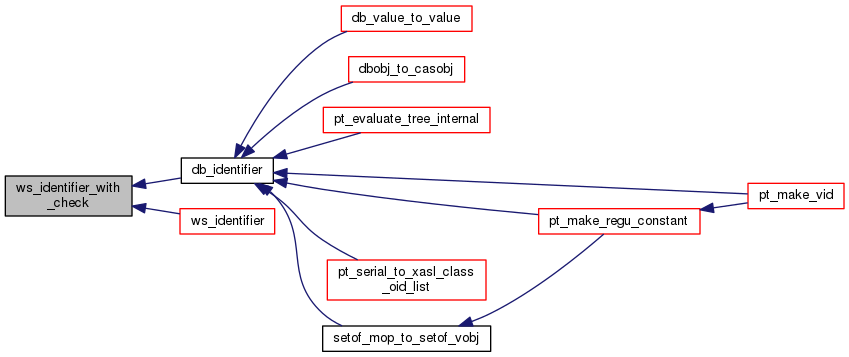 db_value_to_value
dbobj_to_casobj
pt_evaluate_tree_internal
db_identifier
ws_identifier_with
_check
pt_make_vid
ws_identifier
pt_make_regu_constant
pt_serial_to_xasl_class
_oid_list
setof_mop_to_setof_vobj